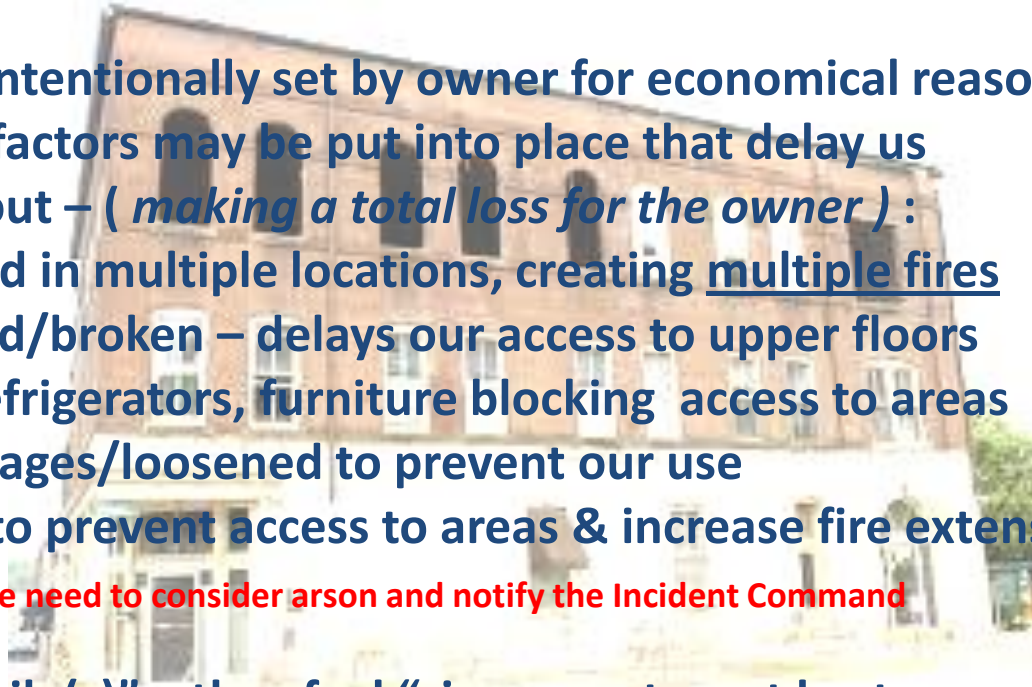 ntentionally set by owner for economical reaso
factors may be put into place that delay us
out – ( making a total loss for the owner ) :
d in multiple locations, creating multiple fires
d/broken – delays our access to upper floors
frigerators, furniture blocking access to areas
ages/loosened to prevent our use
to prevent access to areas & increase fire exten
e need to consider arson and notify the Incident Command